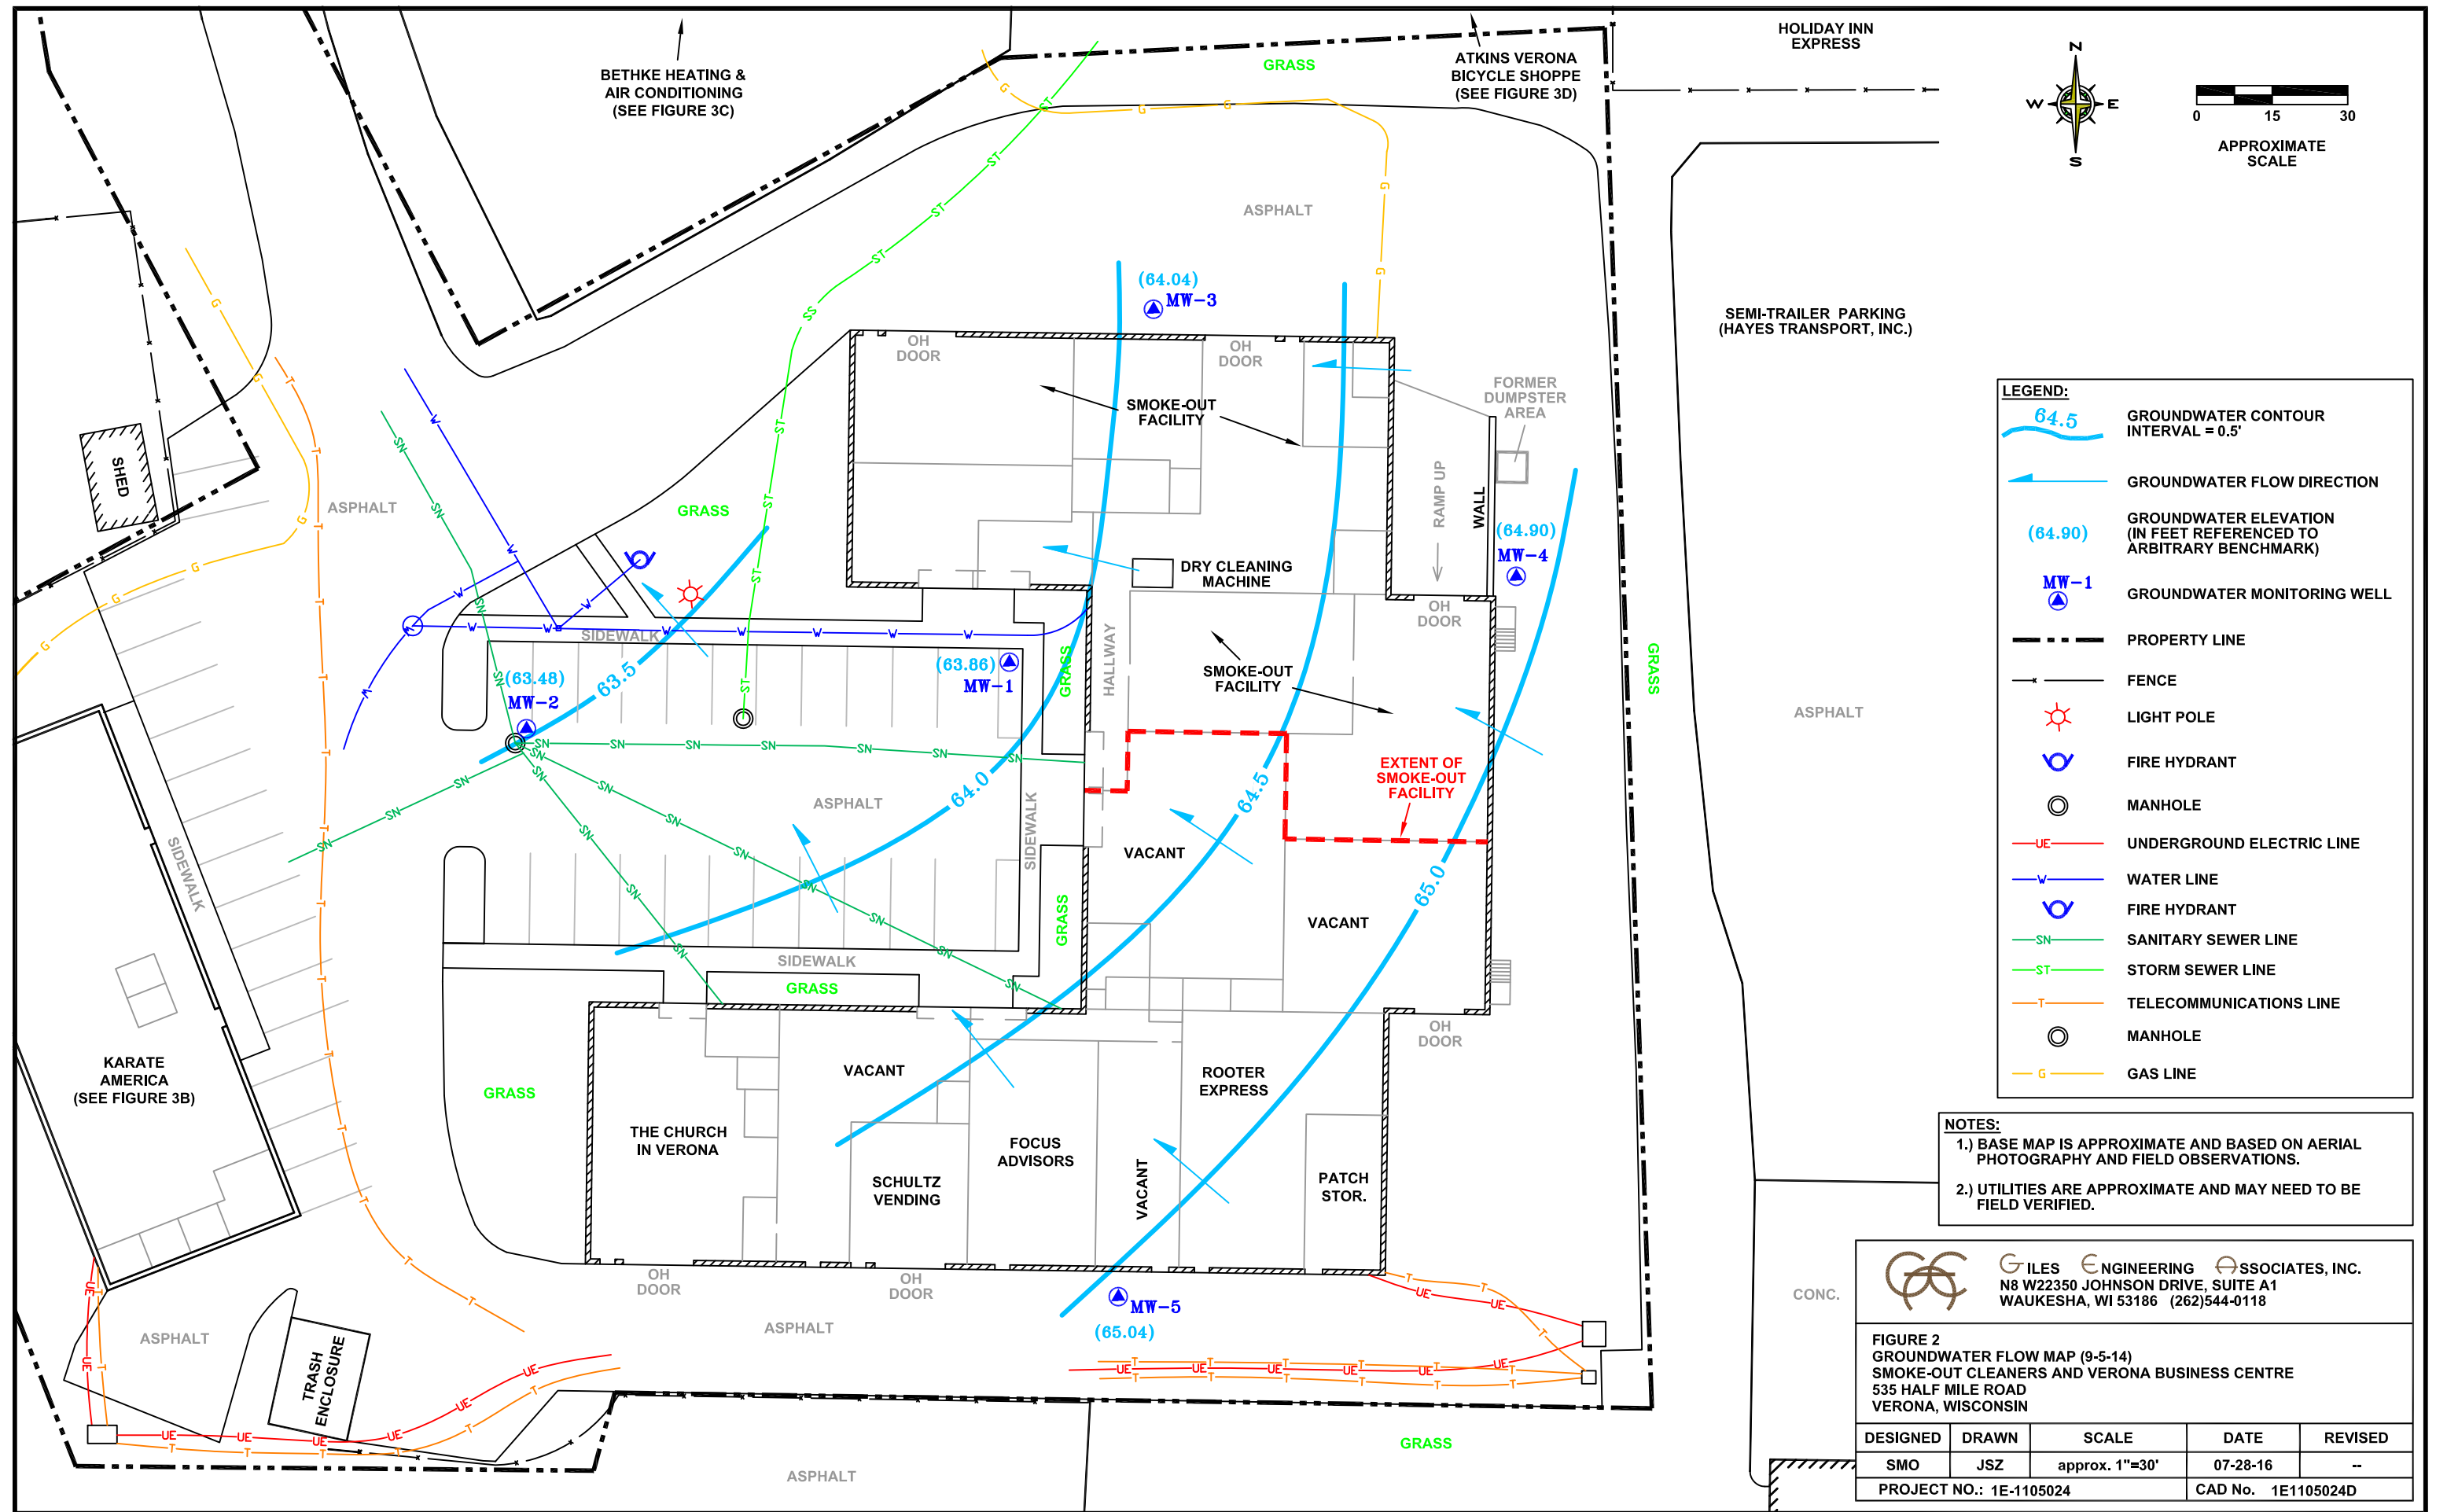 BETHKE HEATING &
AIR CONDITIONING
(SEE FIGURE 3C)
GRASS
ATKINS VERONA
BICYCLE SHOPPE
(SEE FIGURE 3D)
HOLIDAY INN
EXPRESS
N
W E
S
0 15 30
APPROXIMATE
SCALE
ASPHALT
(64.04)
MW-3
SEMI-TRAILER PARKING
(HAYES TRANSPORT, INC.)
OH
DOOR
OH
DOOR
SMOKE-OUT
FACILITY
FORMER
DUMPSTER
AREA
SHED
ASPHALT
GRASS
RAMP UP
WALL
(64.90)
MW-4
DRY CLEANING
MACHINE
OH
DOOR
SIDEWALK
(63.48)
MW-2
63.5
(63.86)
MW-1
GRASS
HALLWAY
SMOKE-OUT
FACILITY
GRASS
ASPHALT
64.0
64.5
65.0
EXTENT OF
SMOKE-OUT
FACILITY
ASPHALT
SIDEWALK
SIDEWALK
VACANT
VACANT
GRASS
SIDEWALK
GRASS
OH
DOOR
KARATE
AMERICA
(SEE FIGURE 3B)
GRASS
VACANT
ROOTER
EXPRESS
THE CHURCH
IN VERONA
FOCUS
ADVISORS
SCHULTZ
VENDING
VACANT
PATCH
STOR.
OH
DOOR
OH
DOOR
MW-5
(65.04)
ASPHALT
ASPHALT
TRASH
ENCLOSURE
CONC.
GRASS
ASPHALT
LEGEND:
64.5
GROUNDWATER CONTOUR
INTERVAL = 0.5'
GROUNDWATER FLOW DIRECTION
(64.90)
GROUNDWATER ELEVATION
(IN FEET REFERENCED TO
ARBITRARY BENCHMARK)
MW-1
GROUNDWATER MONITORING WELL
PROPERTY LINE
FENCE
LIGHT POLE
FIRE HYDRANT
MANHOLE
UE UNDERGROUND ELECTRIC LINE
W WATER LINE
FIRE HYDRANT
SN SANITARY SEWER LINE
ST STORM SEWER LINE
T TELECOMMUNICATIONS LINE
MANHOLE
G GAS LINE
NOTES:
1.) BASE MAP IS APPROXIMATE AND BASED ON AERIAL
PHOTOGRAPHY AND FIELD OBSERVATIONS.
2.) UTILITIES ARE APPROXIMATE AND MAY NEED TO BE
FIELD VERIFIED.
GILES ENGINEERING ASSOCIATES, INC.
N8 W22350 JOHNSON DRIVE, SUITE A1
WAUKESHA, WI 53186 (262)544-0118
FIGURE 2
GROUNDWATER FLOW MAP (9-5-14)
SMOKE-OUT CLEANERS AND VERONA BUSINESS CENTRE
535 HALF MILE ROAD
VERONA, WISCONSIN
DESIGNED DRAWN SCALE DATE REVISED
SMO JSZ approx. 1"=30' 07-28-16 --
PROJECT NO.: 1E-1105024 CAD No. 1E1105024D